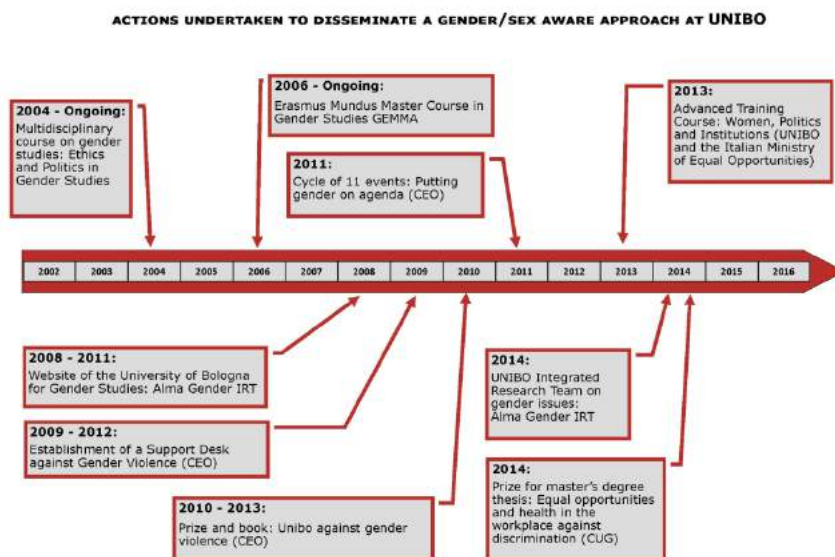 ACTIONS UNDERTAKEN TO DISSEMINATE A GENDER/SEX AWARE APPROACH AT UNIBO
2004 - Ongoing:
Multidisciplinary
course on gender
studies: Ethics
and Politics in
Gender Studies
2006 - Ongoing:
Erasmus Mundus Master Course in
Gender Studies GEMMA
2011:
Cycle of 11 events: Putting
gender on agenda (CEO)
2013:
Advanced Training
Course: Women, Politics
and Institutions (UNIBO
and the Italian Ministry
of Equal Opportunities)
2002 2003 2004 2005 2006 2007 2008 2009 2010 2011 2012 2013 2014 2015 2016
2008 - 2011:
Website of the University of Bologna
for Gender Studies: Alma Gender IRT
2009 - 2012:
Establishment of a Support Desk
against Gender Violence (CEO)
2010 - 2013:
Prize and book: Unibo against gender
violence (CEO)
2014:
UNIBO Integrated
Research Team on
gender issues:
Alma Gender IRT
2014:
Prize for master's degree
thesis: Equal opportunities
and health in the
workplace against
discrimination (CUG)